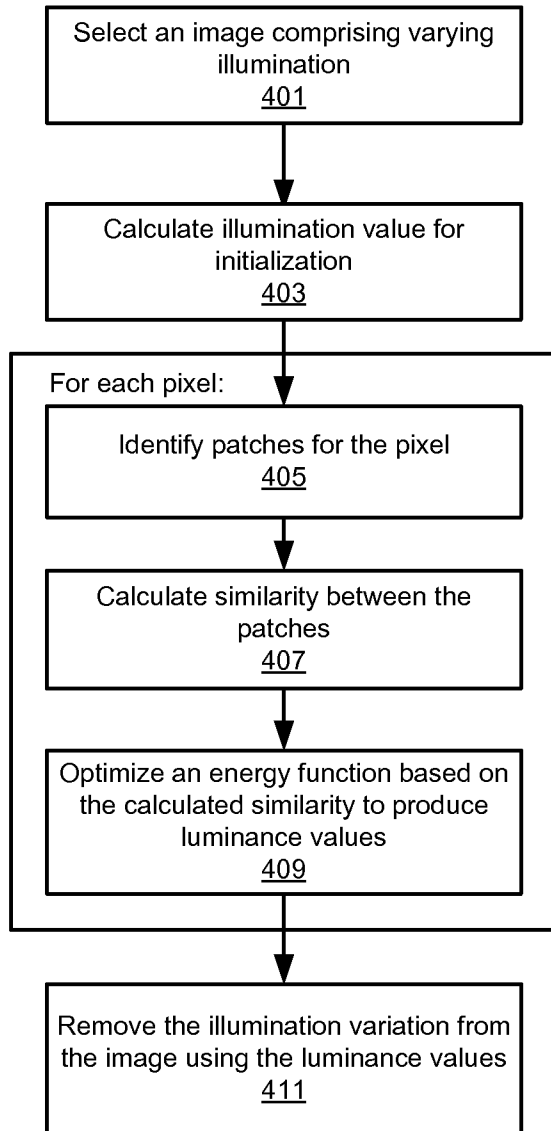 Select an image comprising varying
illumination
401
Calculate illumination value for
initialization
403
For each pixel:
Identify patches for the pixel
405
Calculate similarity between the
patches
407
Optimize an energy function based on
the calculated similarity to produce
luminance values
409
Remove the illumination variation from
the image using the luminance values
411